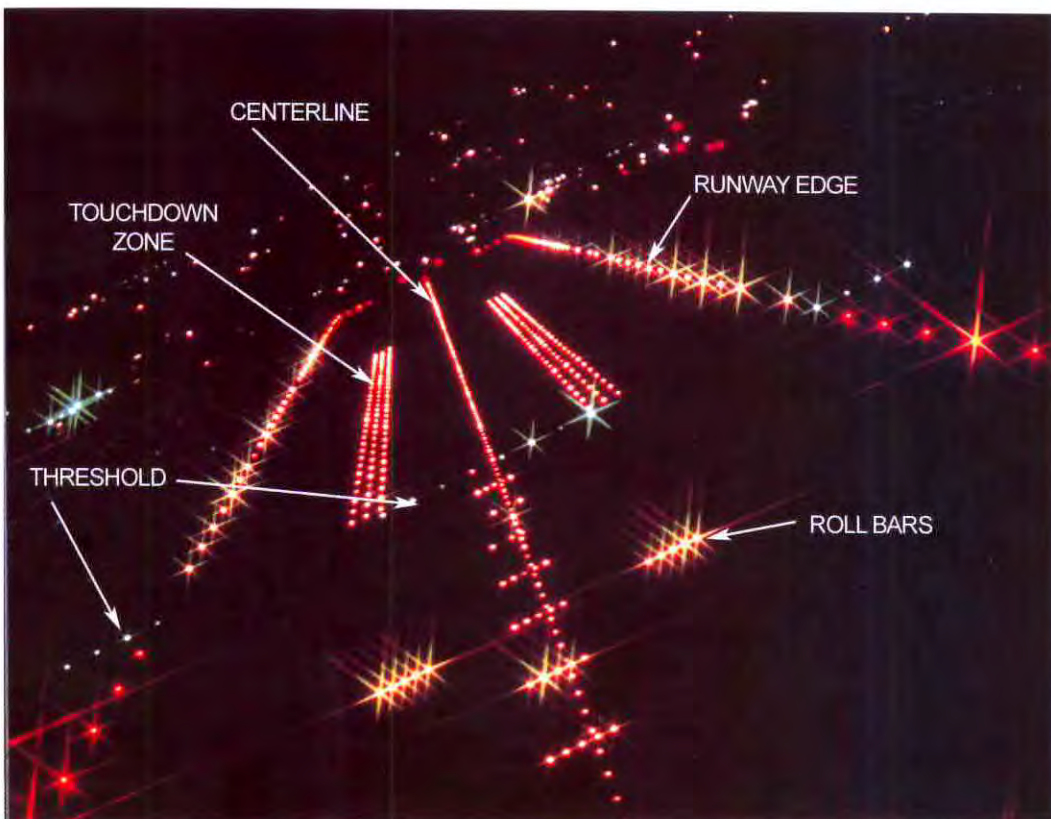 CENTERLINE
RUNWAY EDGE
TOUCHDOWN
ZONE
THRESHOLD
ROLL BARS